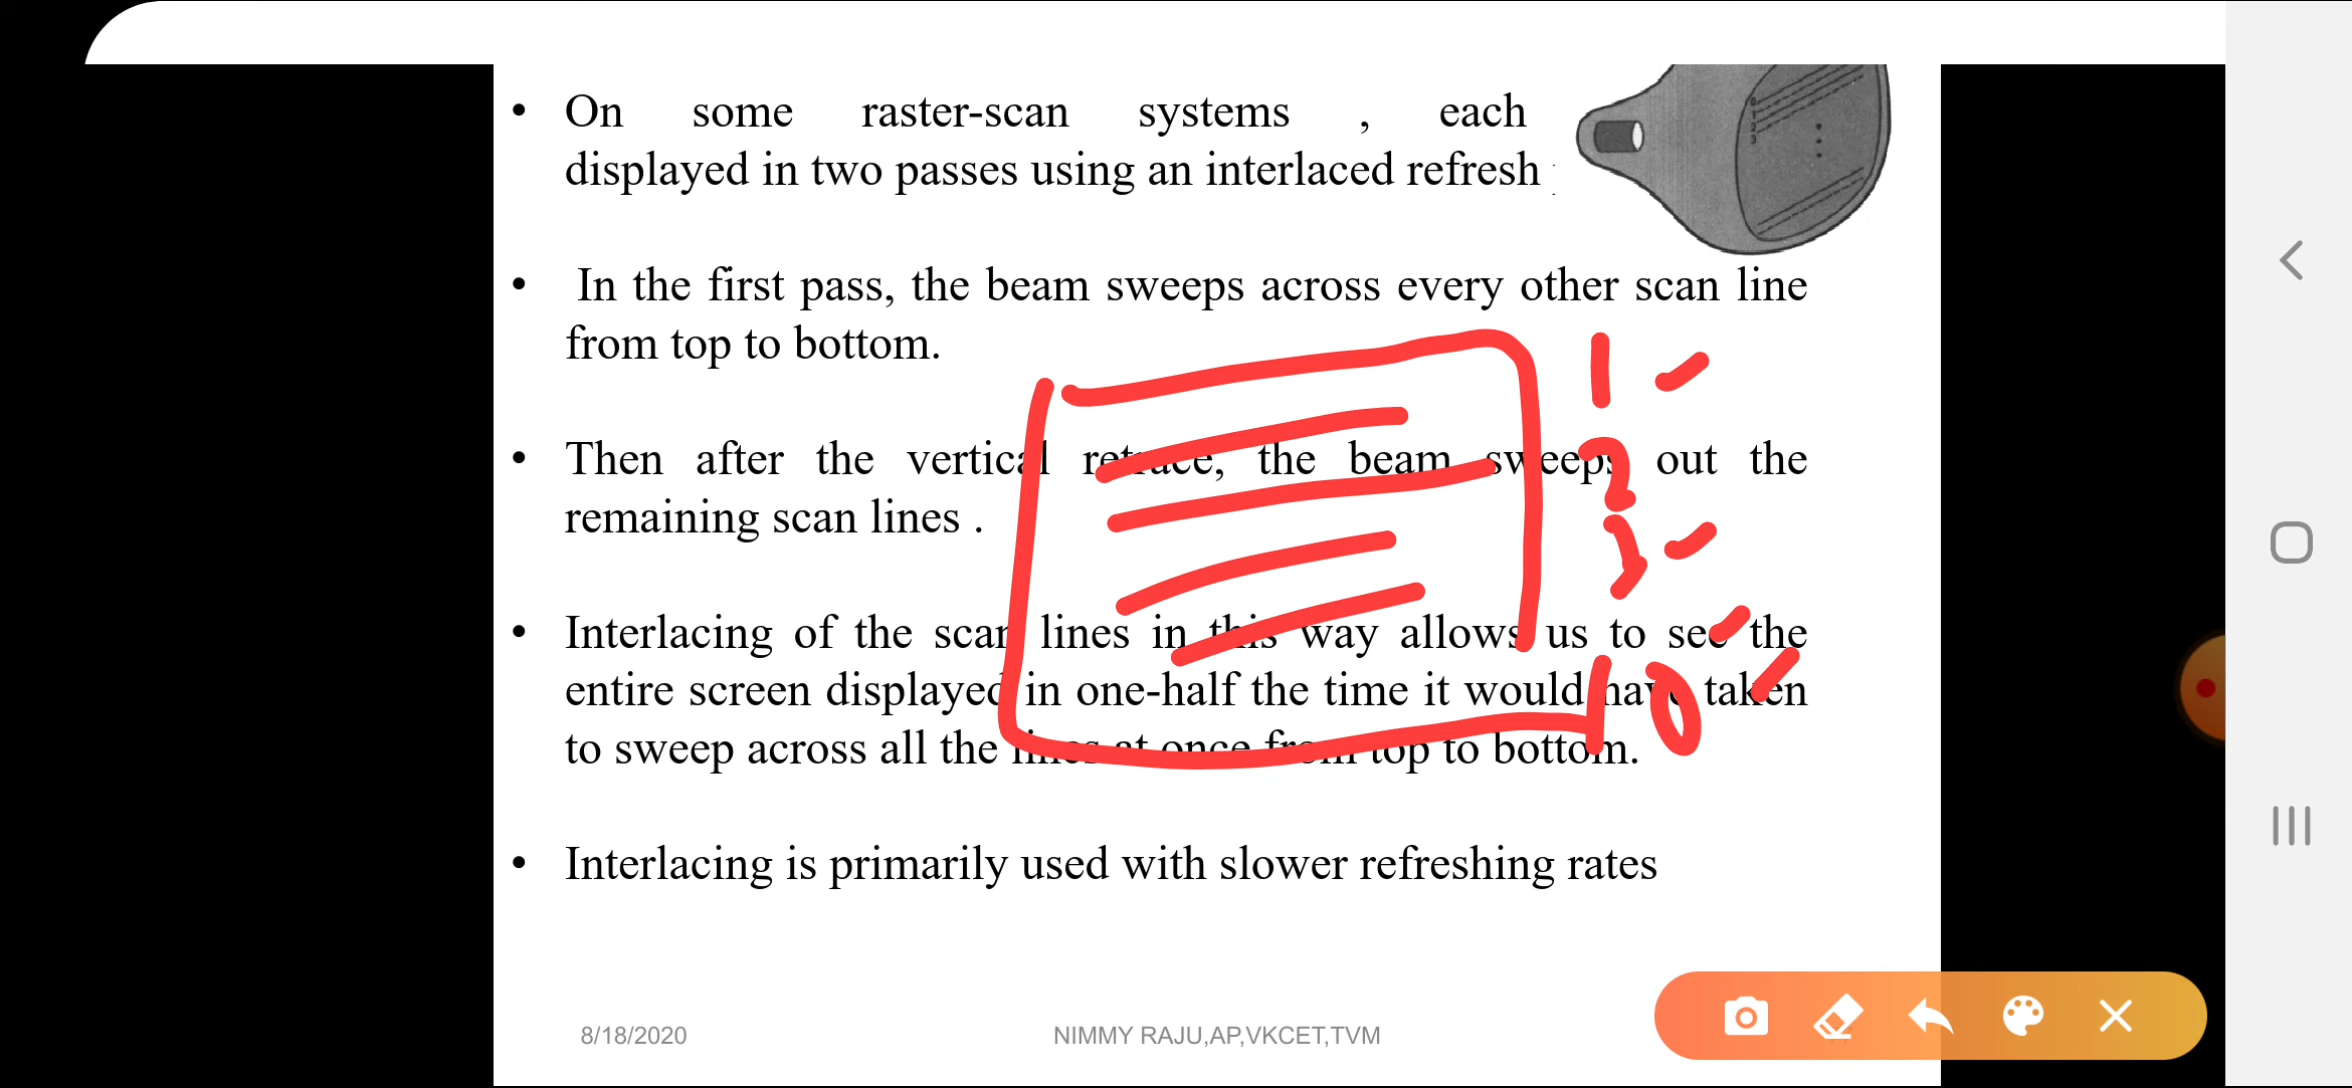 • On some raster-scan systems , each
displayed in two passes using an interlaced refresh
• In the first pass, the beam sweeps across every other scan line
from top to bottom.
1
• Then after the vertical retrace, the beam sweeps out the
2
remaining scan lines .
3
• Interlacing of the scan lines in this way allows us to see the
entire screen displayed in one-half the time it would have taken
10
to sweep across all the lines at once from top to bottom.
• Interlacing is primarily used with slower refreshing rates
8/18/2020
NIMMY RAJU,AP,VKCET,TVM